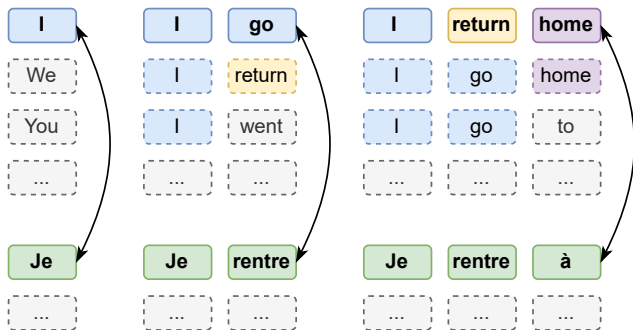 I I go I return home
We I return I go home
You I went I go to
... ... ... ... ... ...
Je Je rentre Je rentre à
... ... ... ... ... ...